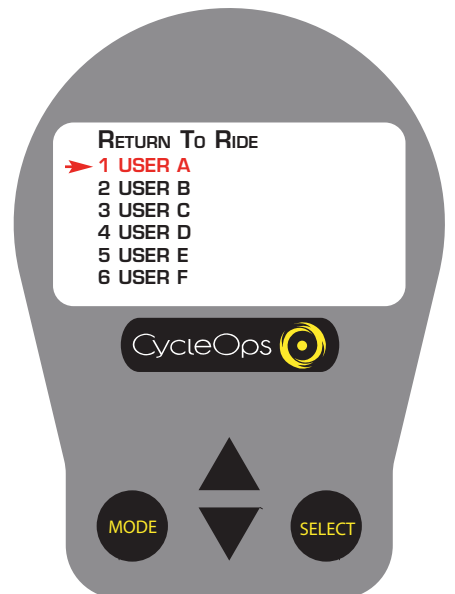 Return To Ride
1 USER A
2 USER B
3 USER C
4 USER D
5 USER E
6 USER F
CycleOps
MODE
SELECT